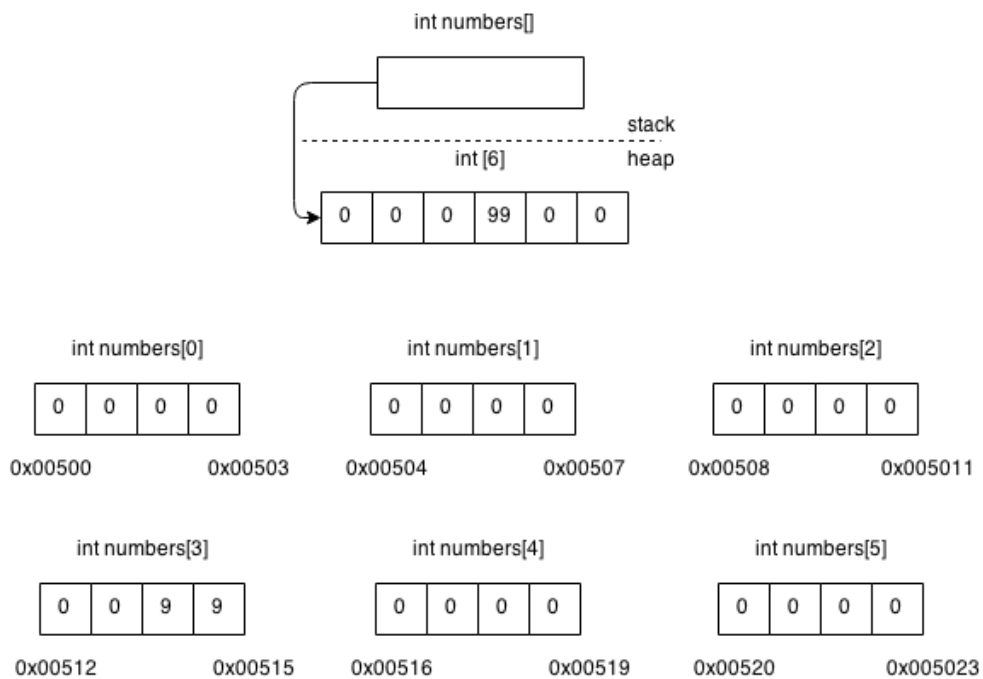 int numbers[]
stack
int [6]
heap
0 0 0 99 0 0
int numbers[0] int numbers[1] int numbers[2]
0 0 0 0 0 0 0 0 0 0 0 0
0x00500 0x00503 0x00504 0x00507 0x00508 0x005011
int numbers[3] int numbers[4] int numbers[5]
0 0 9 9 0 0 0 0 0 0 0 0
0x00512 0x00515 0x00516 0x00519 0x00520 0x005023